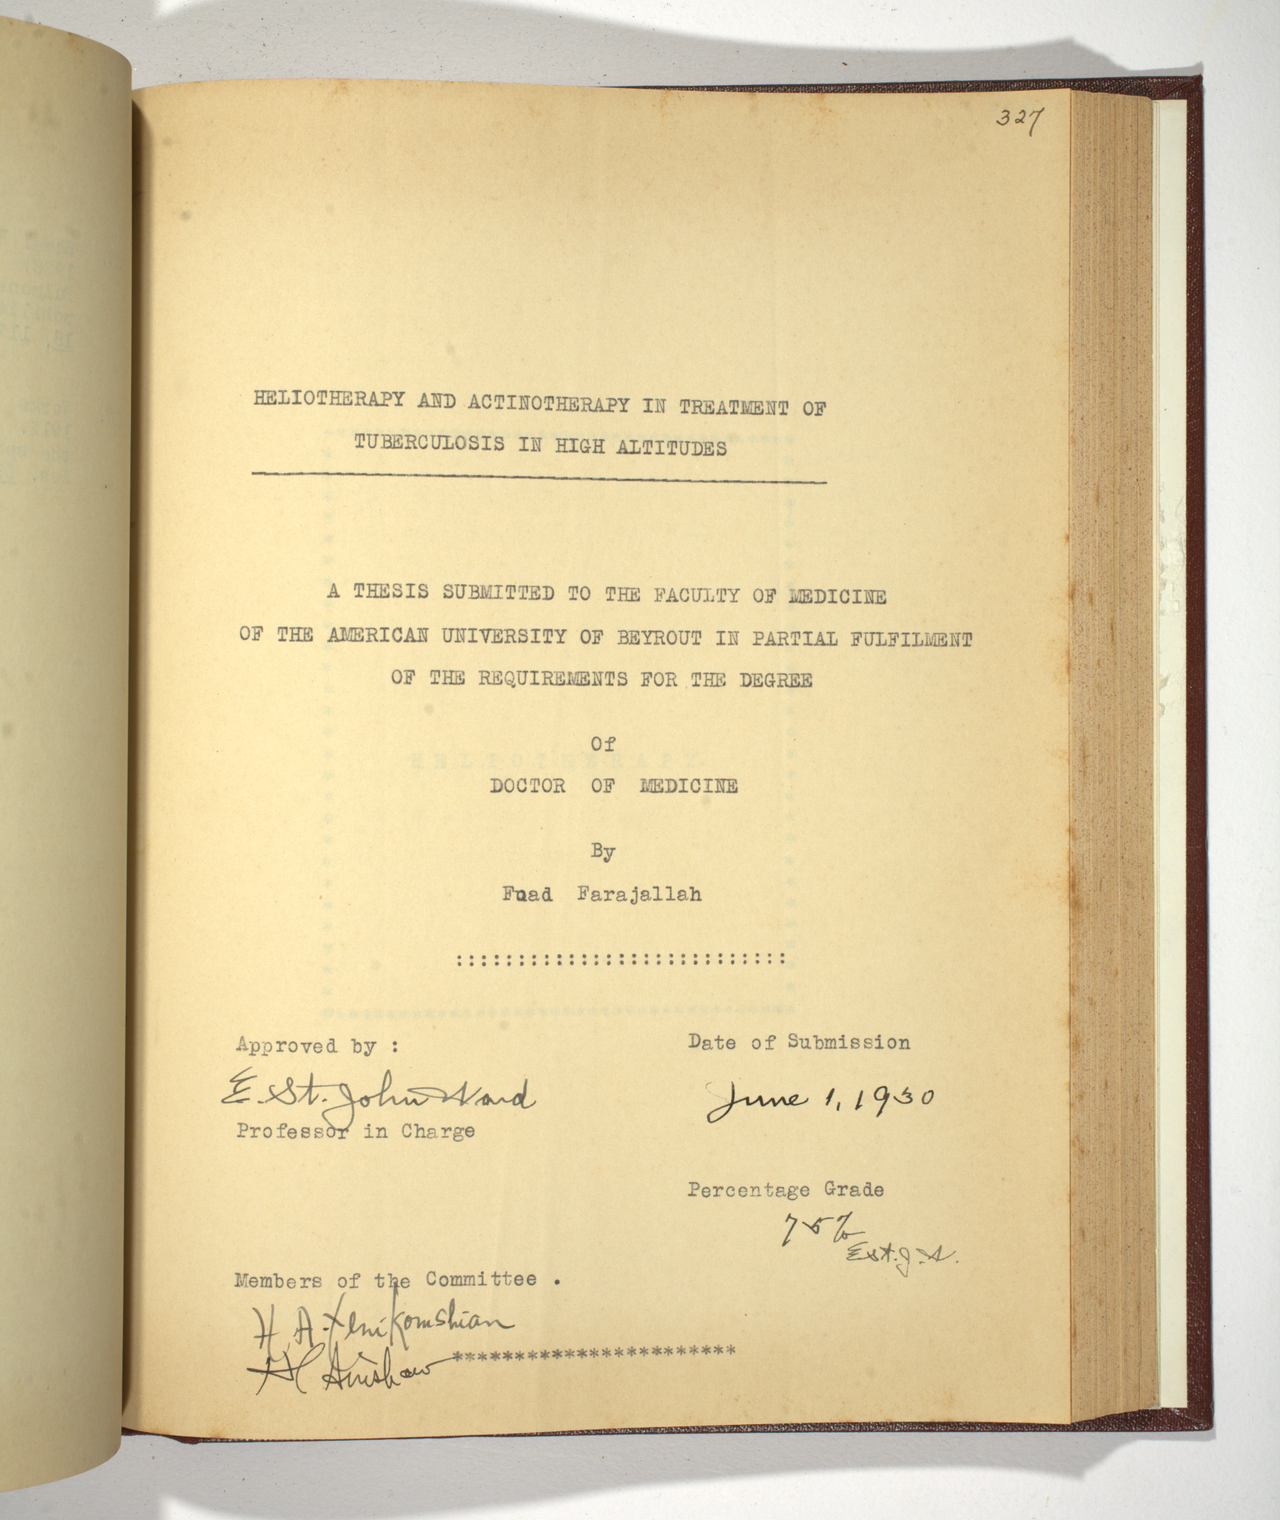 327
HELIOTHERAPY AND ACTINOTHERAPY IN TREATMENT OF
TUBERCULOSIS IN HIGH ALTITUDES
A THESIS SUBMITTED TO THE FACULTY OF MEDICINE
OF THE AMERICAN UNIVERSITY OF BEYROUT IN PARTIAL FULFILMENT
OF THE REQUIREMENTS FOR THE DEGREE
Of
DOCTOR OF MEDICINE
By
Fuad Farajallah
:::::::::::::::::::::::::::
Approved by :
E. St. John Ward
Professor in Charge
Date of Submission
June 1, 1930
Percentage Grade
75%
E St. J. W.
Members of the Committee .
H. A. Yenikomshian
***********************